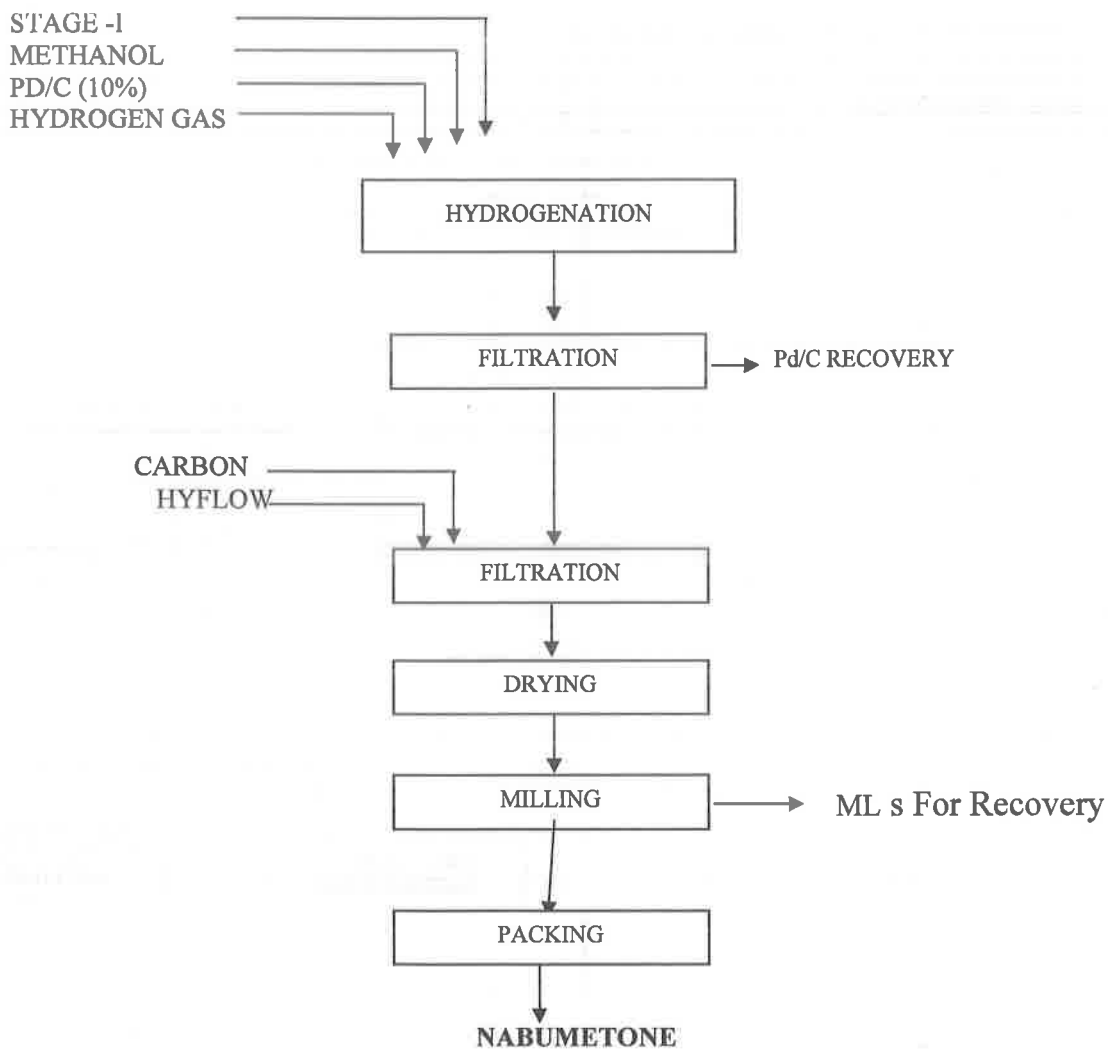 STAGE -l
METHANOL
PD/C (10%)
HYDROGEN GAS
HYDROGENATION
FILTRATION
Pd/C RECOVERY
CARBON
HYFLOW
FILTRATION
DRYING
MILLING
ML s For Recovery
PACKING
NABUMETONE